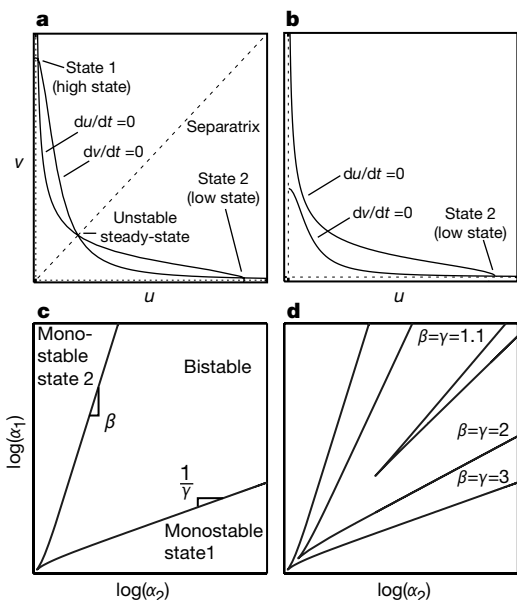 a
State 1
(high state)
du/dt =0
dv/dt=0
Separatrix
State 2
(low state)
Unstable
steady-state
v
u
b
du/dt=0
dv/dt=0
State 2
(low state)
u
c
Mono-
stable
state 2
Bistable
β
1
γ
Monostable
state1
log(α₁)
log(α₂)
d
β=γ=1.1
β=γ=2
β=γ=3
log(α₂)